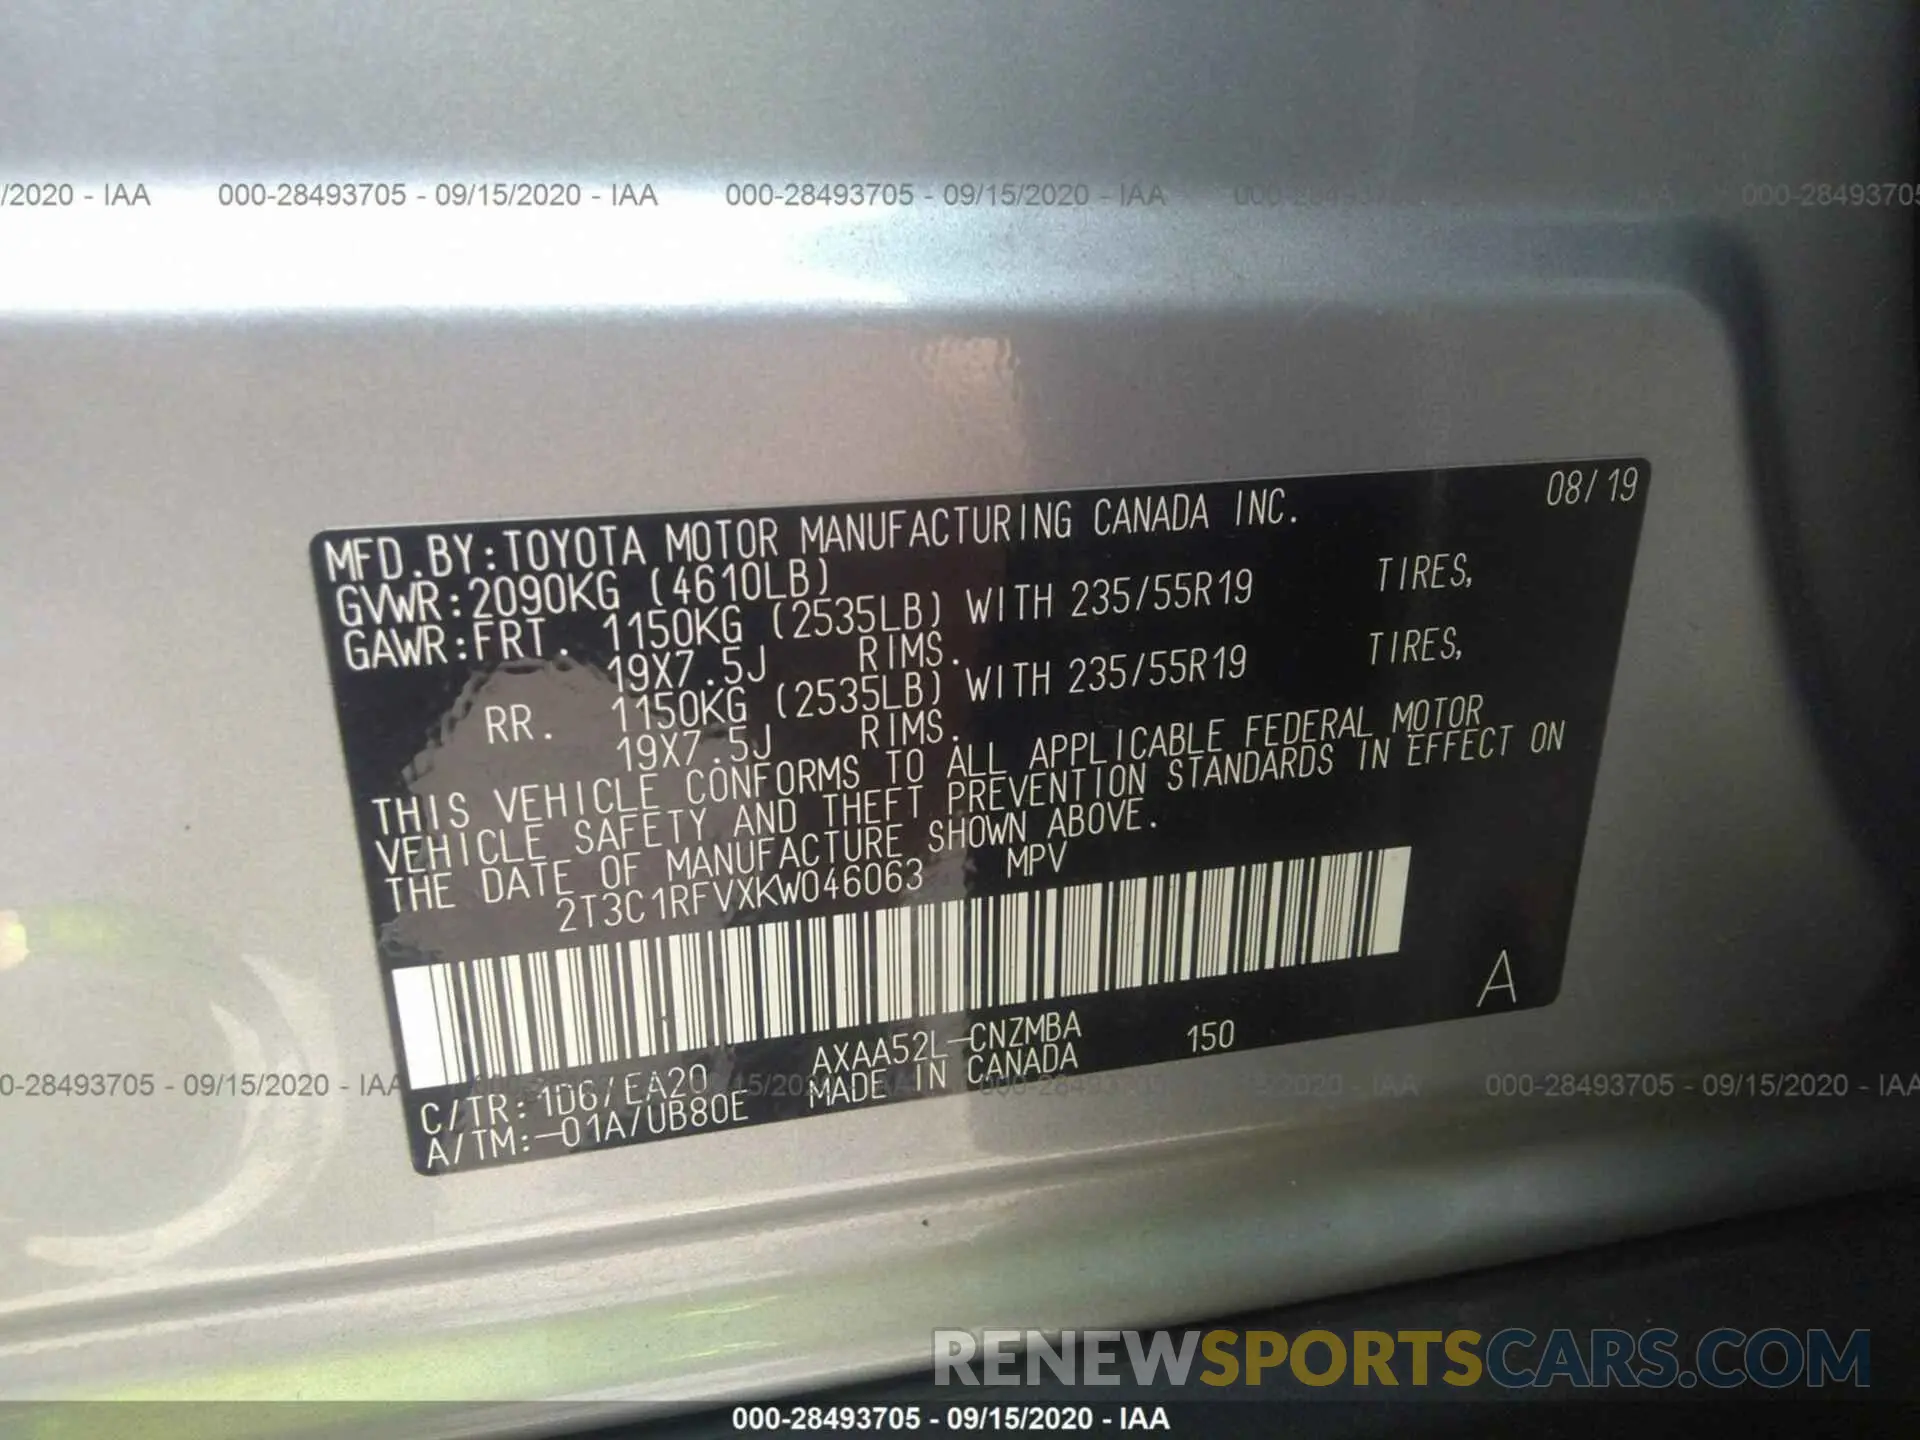 /2020 - IAA 000-28493705 - 09/15/2020 - IAA 000-28493705 - 09/15/2020 - IAA 000-28493705
08/19
MFD.BY:TOYOTA MOTOR MANUFACTURING CANADA INC.
GVWR:2090KG (4610LB)
GAWR:FRT. 1150KG (2535LB) WITH 235/55R19 TIRES,
19X7.5J RIMS.
RR. 1150KG (2535LB) WITH 235/55R19 TIRES,
19X7.5J RIMS.
THIS VEHICLE CONFORMS TO ALL APPLICABLE FEDERAL MOTOR
VEHICLE SAFETY AND THEFT PREVENTION STANDARDS IN EFFECT ON
THE DATE OF MANUFACTURE SHOWN ABOVE.
2T3C1RFVXKW046063 MPV
A
AXAA52L-CNZMBA 150
C/TR:1D6/EA20 MADE IN CANADA
A/TM:-01A/UB80E
0-28493705 - 09/15/2020 - IAA 000-28493705 - 09/15/2020 - IAA
RENEWSPORTSCARS.COM
000-28493705 - 09/15/2020 - IAA